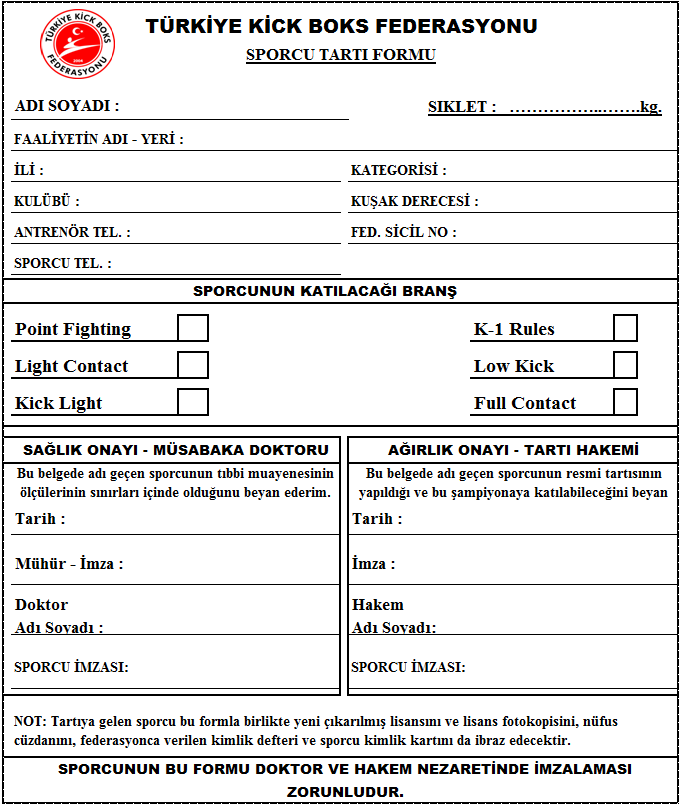 TÜRKİYE KİCK BOKS FEDERASYONU
TÜRKİYE KİCK BOKS
FEDERASYONU
SPORCU TARTI FORMU
ADI SOYADI :
SIKLET : ……………..…….kg.
FAALİYETİN ADI - YERİ :
İLİ :
KATEGORİSİ :
KULÜBÜ :
KUŞAK DERECESİ :
ANTRENÖR TEL. :
FED. SİCİL NO :
SPORCU TEL. :
SPORCUNUN KATILACAĞI BRANŞ
Point Fighting
K-1 Rules
Light Contact
Low Kick
Kick Light
Full Contact
SAĞLIK ONAYI - MÜSABAKA DOKTORU
Bu belgede adı geçen sporcunun tıbbi muayenesinin
ölçülerinin sınırları içinde olduğunu beyan ederim.
Tarih :
Mühür - İmza :
Doktor
Adı Soyadı :
SPORCU İMZASI:
AĞIRLIK ONAYI - TARTI HAKEMİ
Bu belgede adı geçen sporcunun resmi tartısının
yapıldığı ve bu şampiyonaya katılabileceğini beyan
Tarih :
İmza :
Hakem
Adı Soyadı:
SPORCU İMZASI:
NOT: Tartıya gelen sporcu bu formla birlikte yeni çıkarılmış lisansını ve lisans fotokopisini, nüfus
cüzdanını, federasyonca verilen kimlik defteri ve sporcu kimlik kartını da ibraz edecektir.
SPORCUNUN BU FORMU DOKTOR VE HAKEM NEZARETİNDE İMZALAMASI
ZORUNLUDUR.